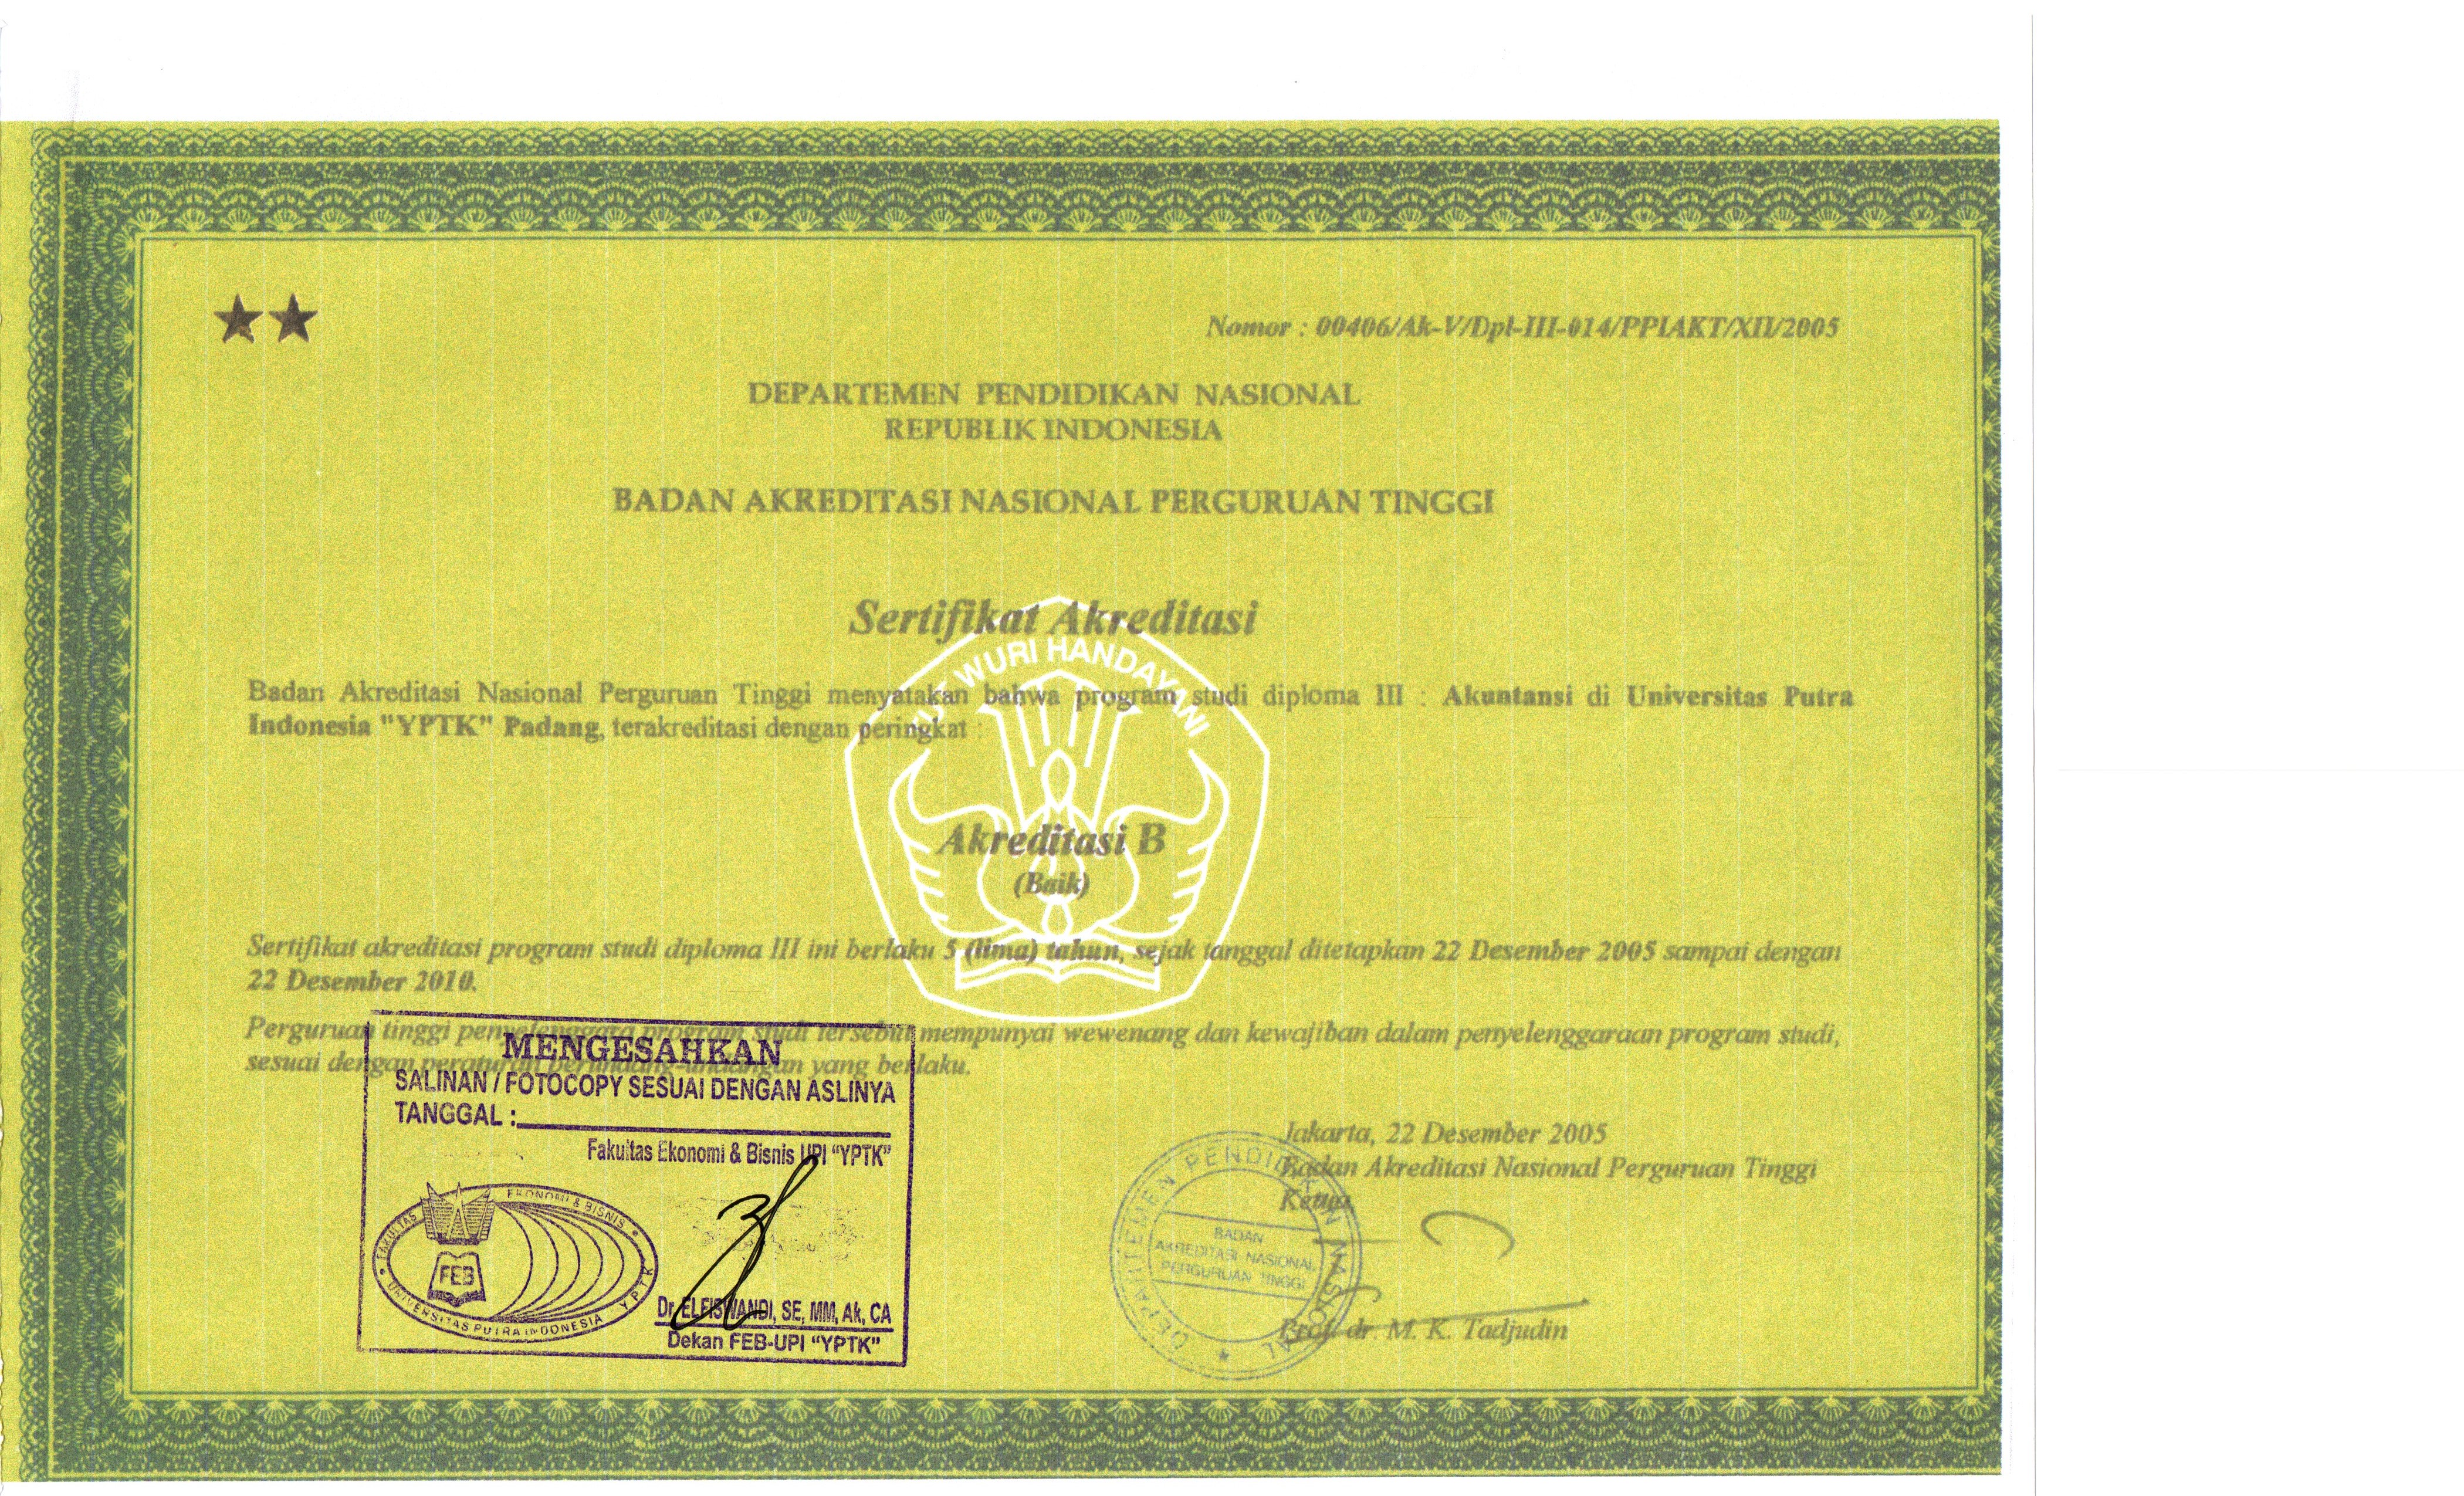 Nomor : 00406/Ak-V/Dpl-III-014/PPIAKT/XII/2005
DEPARTEMEN PENDIDIKAN NASIONAL
REPUBLIK INDONESIA
BADAN AKREDITASI NASIONAL PERGURUAN TINGGI
Sertifikat Akreditasi
WURI HANDAYANI
Badan Akreditasi Nasional Perguruan Tinggi menyatakan bahwa program studi diploma III : Akuntansi di Universitas Putra
Indonesia "YPTK" Padang, terakreditasi dengan peringkat :
Akreditasi B
(Baik)
Sertifikat akreditasi program studi diploma III ini berlaku 5 (lima) tahun, sejak tanggal ditetapkan 22 Desember 2005 sampai dengan
22 Desember 2010.
Perguruan tinggi penyelenggara program studi tersebut mempunyai wewenang dan kewajiban dalam penyelenggaraan program studi,
sesuai dengan peraturan perundang-undangan yang berlaku.
MENGESAHKAN
SALINAN / FOTOCOPY SESUAI DENGAN ASLINYA
TANGGAL :
Fakultas Ekonomi & Bisnis UPI “YPTK”
FAKULTAS EKONOMI & BISNIS
FEB
UNIVERSITAS PUTRA INDONESIA YPTK
Dr. ELFISWANDI, SE, MM, Ak, CA
Dekan FEB-UPI “YPTK”
Jakarta, 22 Desember 2005
Badan Akreditasi Nasional Perguruan Tinggi
Ketua,
DEPARTEMEN PENDIDIKAN NASIONAL
BADAN
AKREDITASI NASIONAL
PERGURUAN TINGGI
Prof. dr. M. K. Tadjudin